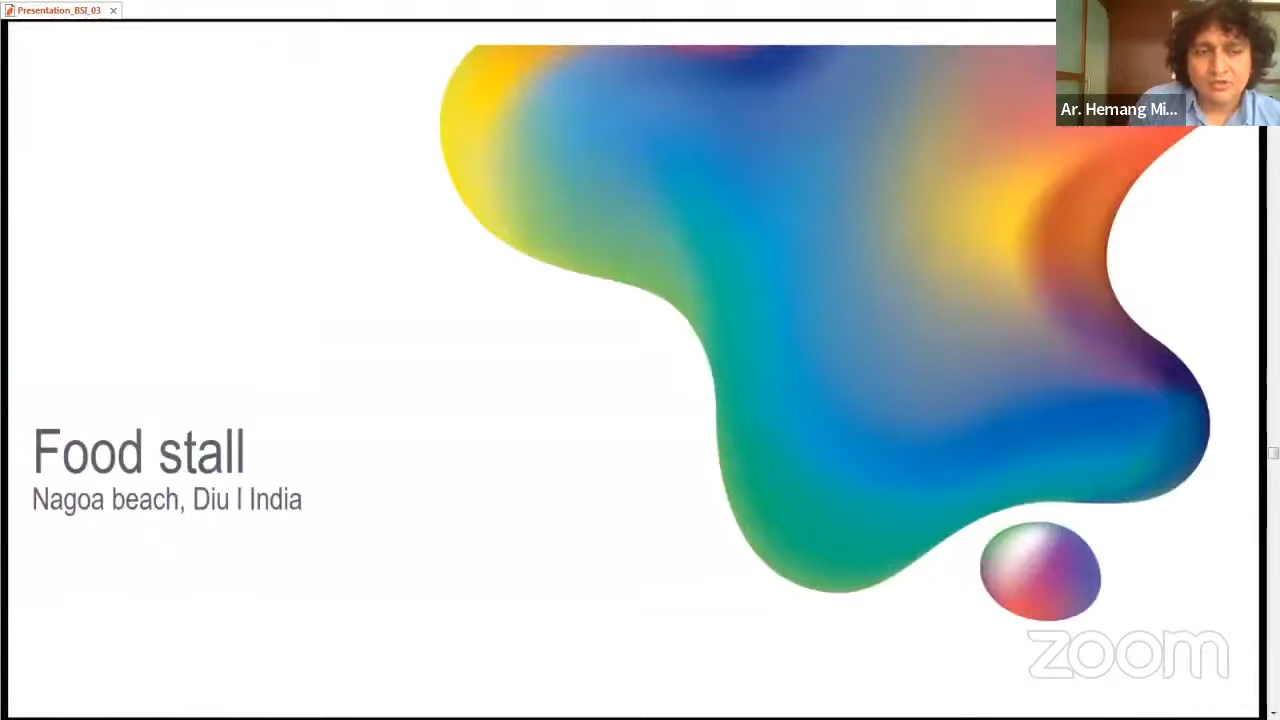 Presentation_BSI_03
Ar. Hemang Mi...
Food stall
Nagoa beach, Diu I India
zoom